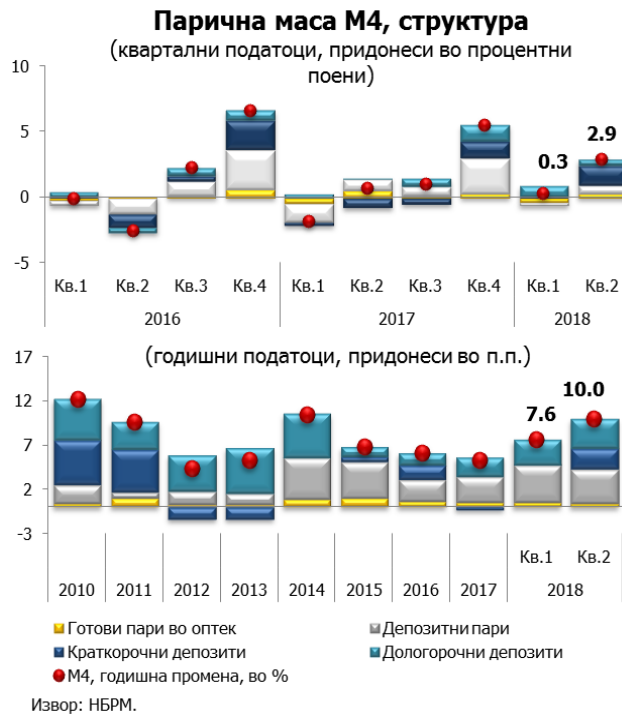 Парична маса М4, структура
(квартални податоци, придонеси во процентни
поени)
10
5
0
-5
0.3
2.9
Кв.1 Кв.2 Кв.3 Кв.4 Кв.1 Кв.2 Кв.3 Кв.4 Кв.1 Кв.2
2016 2017 2018
(годишни податоци, придонеси во п.п.)
17
12
7
2
-3
7.6
10.0
Кв.1 Кв.2
2010 2011 2012 2013 2014 2015 2016 2017 2018
Готови пари во оптек Депозитни пари
Краткорочни депозити Дологорочни депозити
М4, годишна промена, во %
Извор: НБРМ.